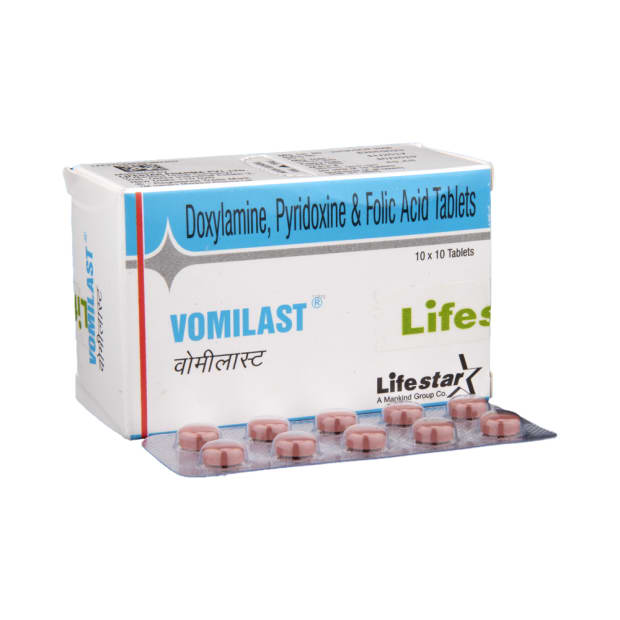 Doxylamine, Pyridoxine & Folic Acid Tablets
10 x 10 Tablets
VOMILAST®
वोमीलास्ट
Lifes
Lifestar
A Mankind Group Co.
VOMILAST®
वोमीलास्ट